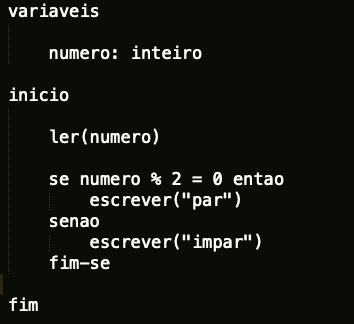 variaveis
numero: inteiro
inicio
ler(numero)
se numero % 2 = 0 entao
escrever("par")
senao
escrever("impar")
fim-se
fim